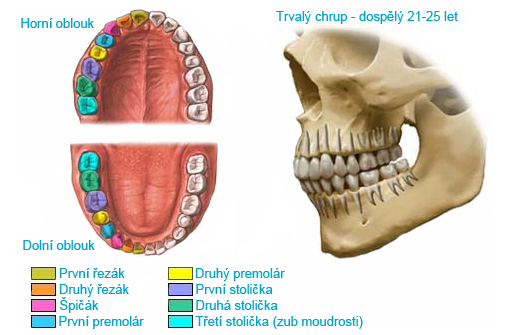 Horní oblouk
Trvalý chrup - dospělý 21-25 let
Dolní oblouk
První řezák
Druhý řezák
Špičák
První premolár
Druhý premolár
První stolička
Druhá stolička
Třetí stolička (zub moudrosti)